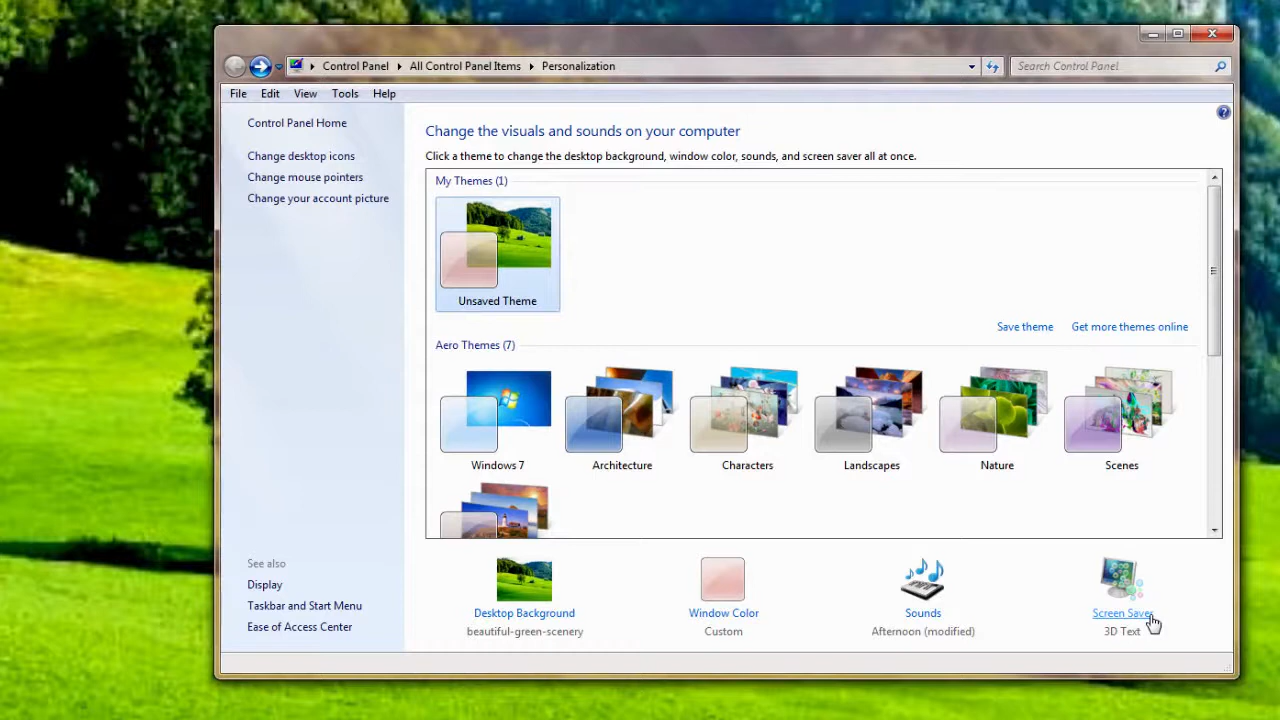 Control Panel
All Control Panel Items
Personalization
Search Control Panel
File Edit View Tools Help
Control Panel Home
Change desktop icons
Change mouse pointers
Change your account picture
See also
Display
Taskbar and Start Menu
Ease of Access Center
Change the visuals and sounds on your computer
Click a theme to change the desktop background, window color, sounds, and screen saver all at once.
My Themes (1)
Unsaved Theme
Save theme Get more themes online
Aero Themes (7)
Windows 7 Architecture Characters Landscapes Nature Scenes
Desktop Background Window Color Sounds Screen Saver
beautiful-green-scenery Custom Afternoon (modified) 3D Text